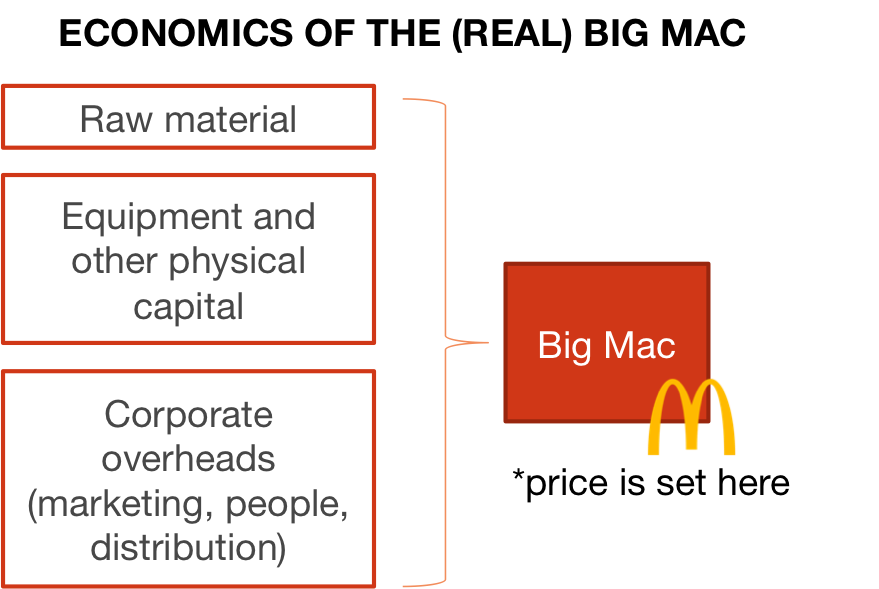 ECONOMICS OF THE (REAL) BIG MAC
Raw material
Equipment and
other physical
capital
Corporate
overheads
(marketing, people,
distribution)
Big Mac
*price is set here